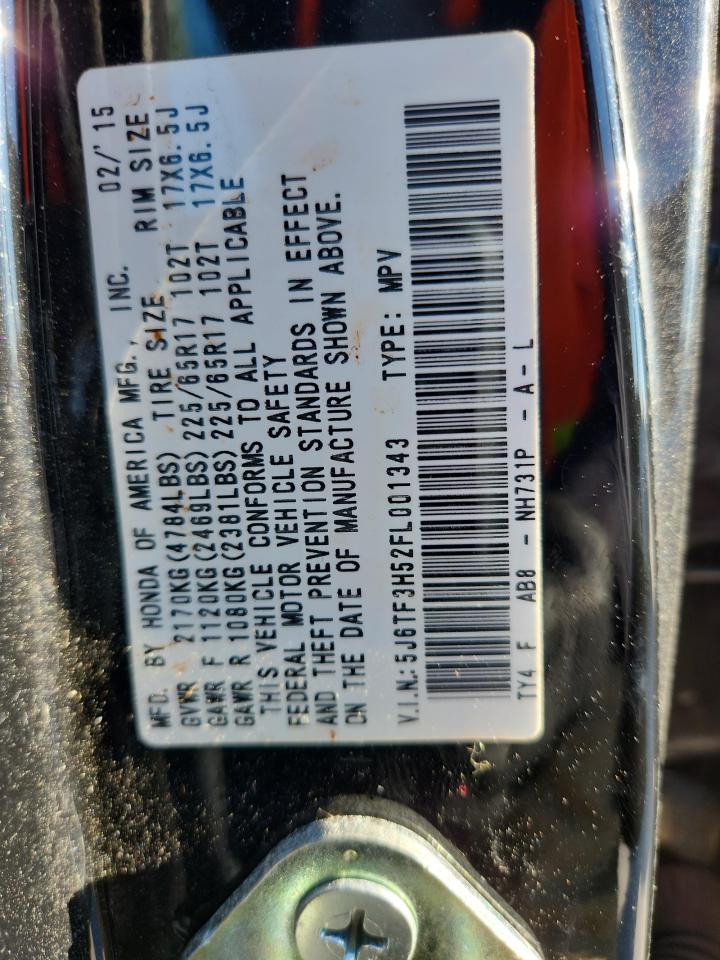 MFD. BY HONDA OF AMERICA MFG., INC. 02/'15
GVWR 2170KG(4784LBS) TIRE SIZE RIM SIZE
GAWR F 1120KG(2469LBS) 225/65R17 102T 17X6.5J
GAWR R 1080KG(2381LBS) 225/65R17 102T 17X6.5J
THIS VEHICLE CONFORMS TO ALL APPLICABLE
FEDERAL MOTOR VEHICLE SAFETY
AND THEFT PREVENTION STANDARDS IN EFFECT
ON THE DATE OF MANUFACTURE SHOWN ABOVE.
V.I.N.: 5J6TF3H52FL001343 TYPE: MPV
TY4 F AB8 - NH731P - A - L